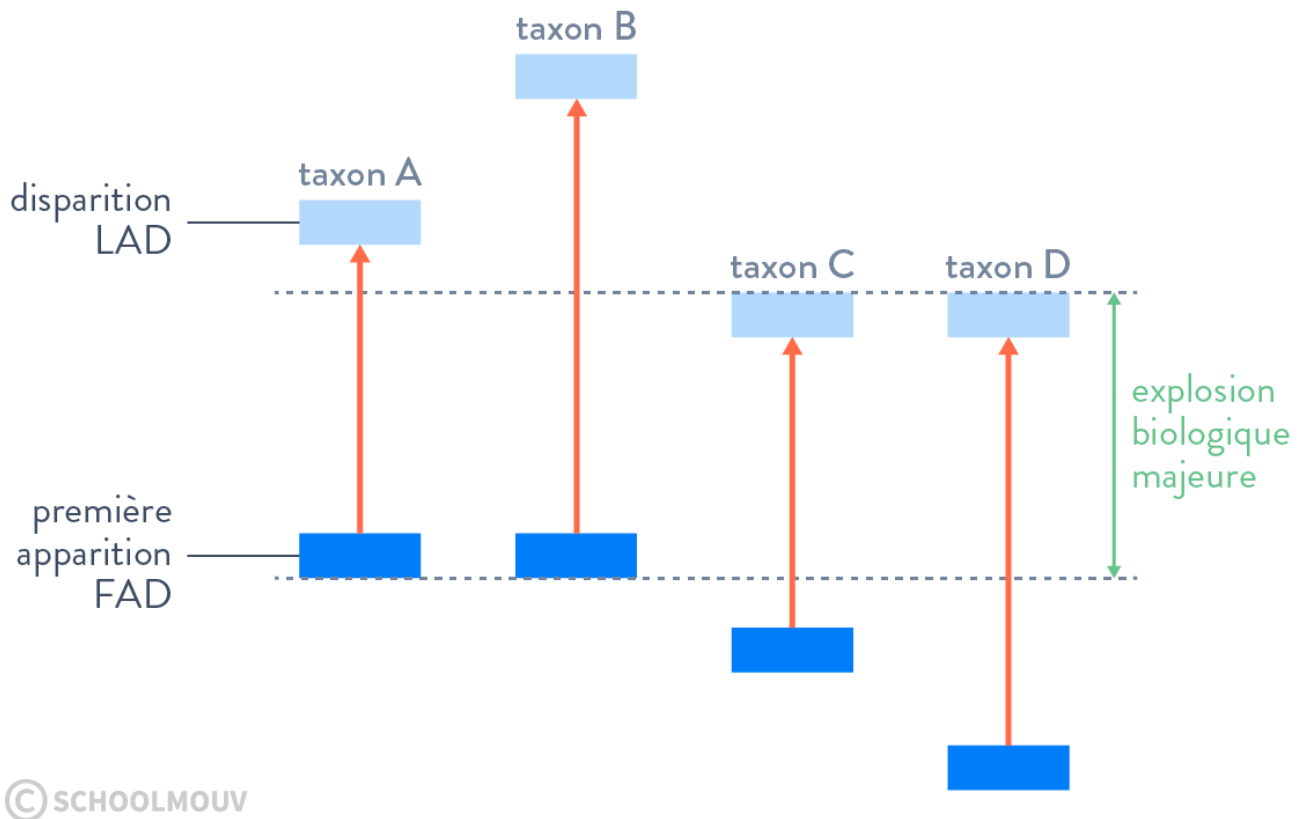 taxon B
taxon A
disparition
LAD
taxon C
taxon D
explosion
biologique
majeure
première
apparition
FAD
© SCHOOLMOUV